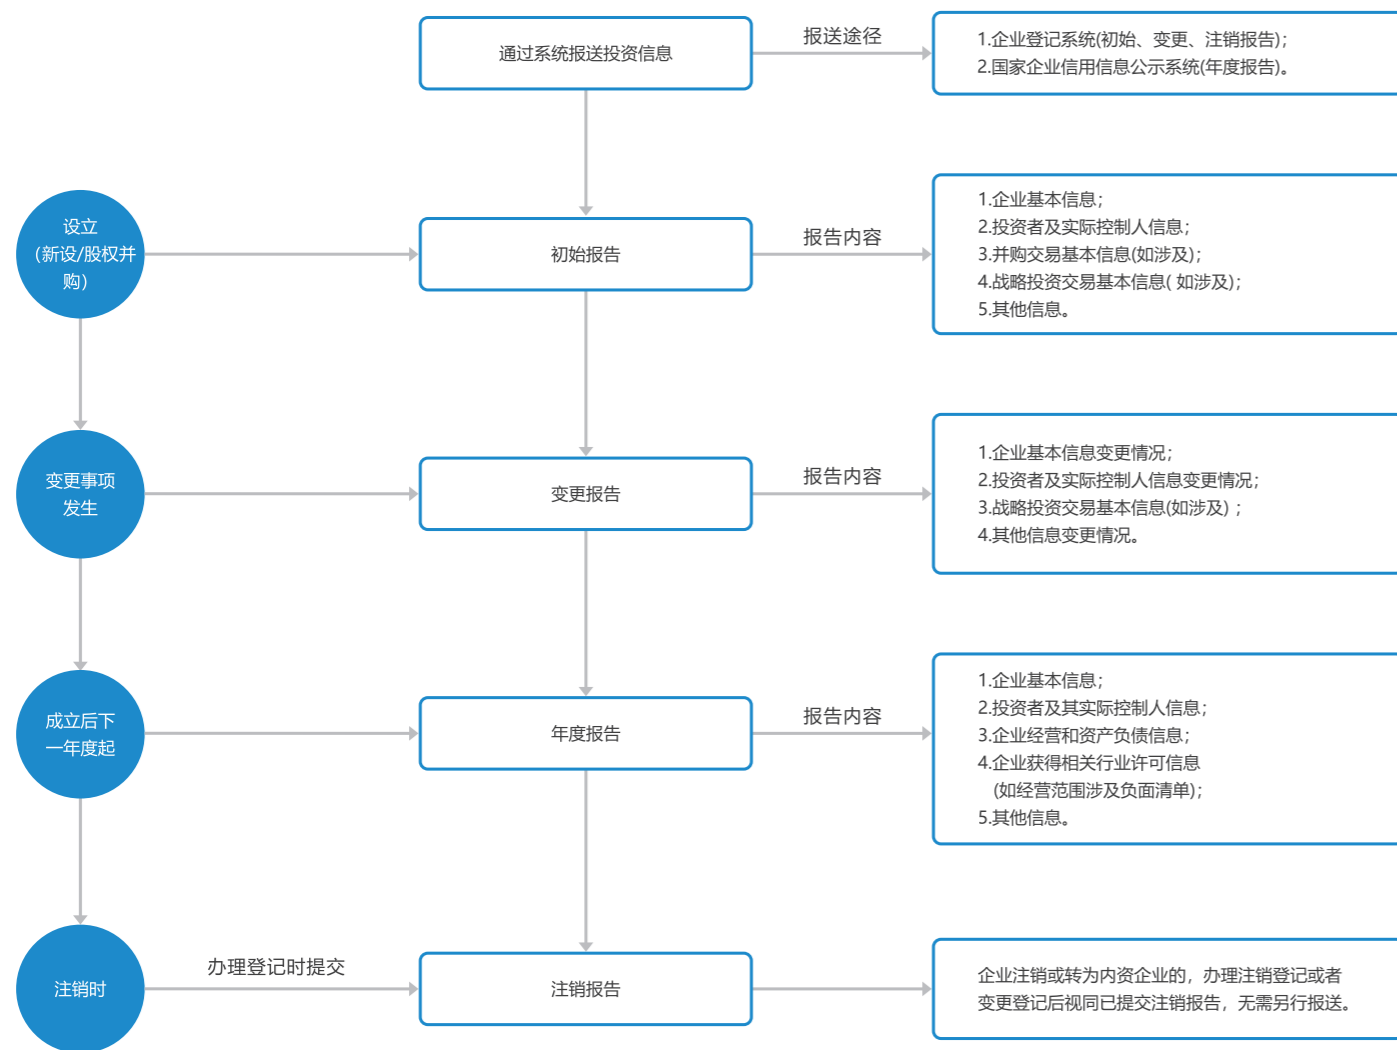 通过系统报送投资信息
报送途径
1.企业登记系统(初始、变更、注销报告)；
2.国家企业信用信息公示系统(年度报告)。
设立
（新设/股权并
购）
初始报告
报告内容
1.企业基本信息；
2.投资者及实际控制人信息；
3.并购交易基本信息(如涉及)；
4.战略投资交易基本信息( 如涉及)；
5.其他信息。
变更事项
发生
变更报告
报告内容
1.企业基本信息变更情况；
2.投资者及实际控制人信息变更情况；
3.战略投资交易基本信息(如涉及) ；
4.其他信息变更情况。
成立后下
一年度起
年度报告
报告内容
1.企业基本信息；
2.投资者及其实际控制人信息；
3.企业经营和资产负债信息；
4.企业获得相关行业许可信息
(如经营范围涉及负面清单)；
5.其他信息。
注销时
办理登记时提交
注销报告
企业注销或转为内资企业的，办理注销登记或者
变更登记后视同已提交注销报告，无需另行报送。